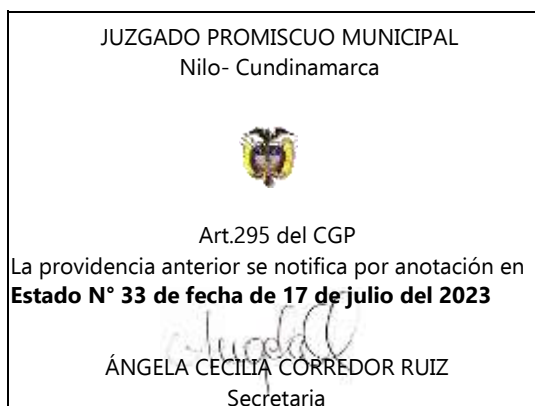 JUZGADO PROMISCUO MUNICIPAL
Nilo- Cundinamarca
Art.295 del CGP
La providencia anterior se notifica por anotación en
Estado N° 33 de fecha de 17 de julio del 2023
ÁNGELA CECILIA CORREDOR RUIZ
Secretaria